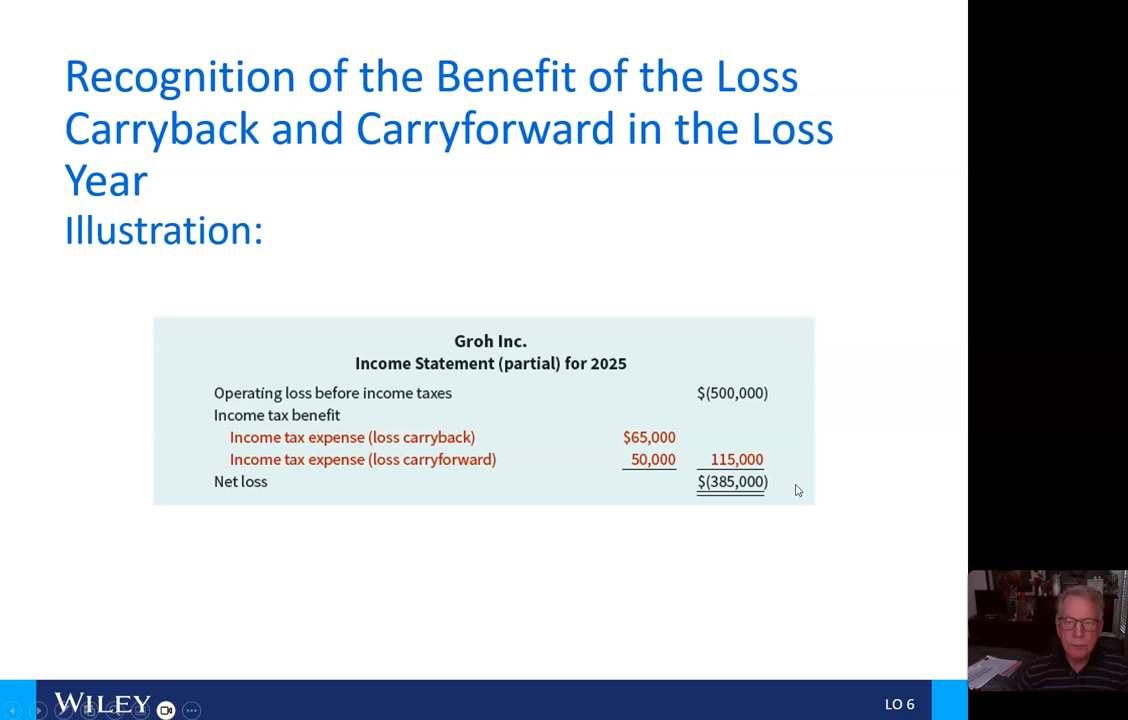 Recognition of the Benefit of the Loss
Carryback and Carryforward in the Loss
Year
Illustration:
Groh Inc.
Income Statement (partial) for 2025
Operating loss before income taxes $(500,000)
Income tax benefit
Income tax expense (loss carryback) $65,000
Income tax expense (loss carryforward) 50,000 115,000
Net loss $(385,000)
WILEY
LO 6